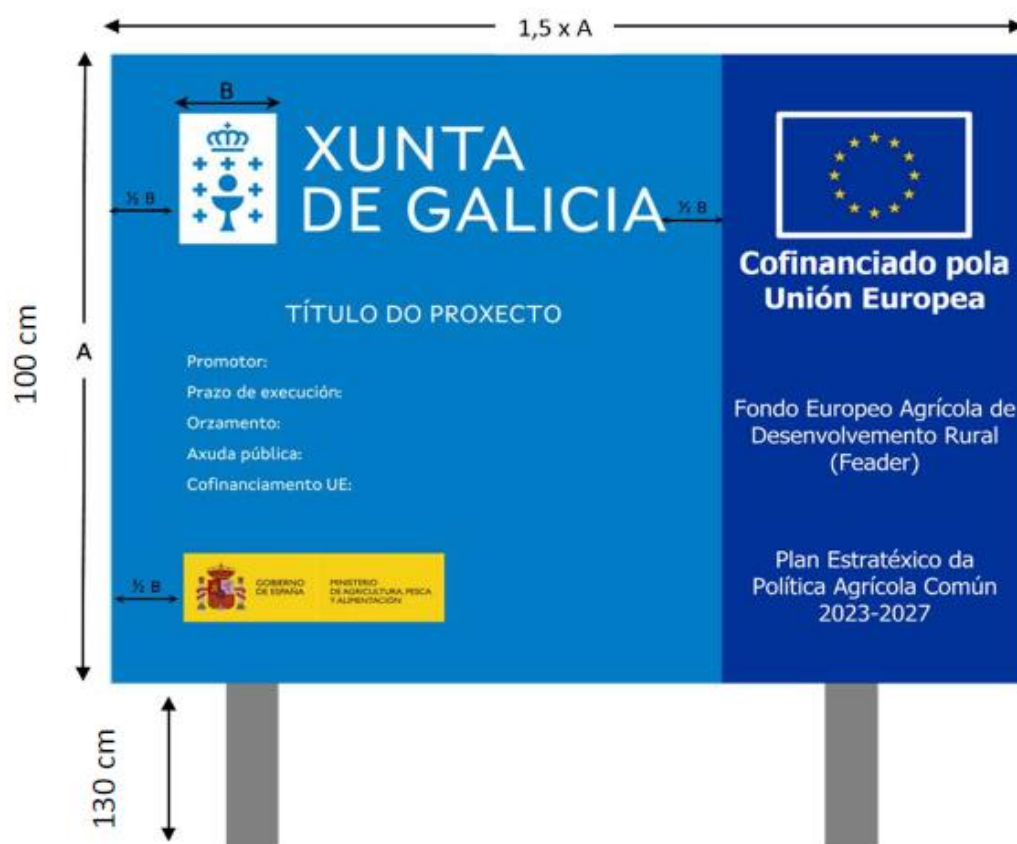 1,5 x A
B
XUNTA
DE GALICIA
½ B
½ B
Cofinanciado pola
Unión Europea
TÍTULO DO PROXECTO
A
100 cm
Promotor:
Prazo de execución:
Orzamento:
Axuda pública:
Cofinanciamento UE:
Fondo Europeo Agrícola de
Desenvolvemento Rural
(Feader)
½ B
GOBIERNO
DE ESPAÑA
MINISTERIO
DE AGRICULTURA, PESCA
Y ALIMENTACIÓN
Plan Estratéxico da
Política Agrícola Común
2023-2027
130 cm